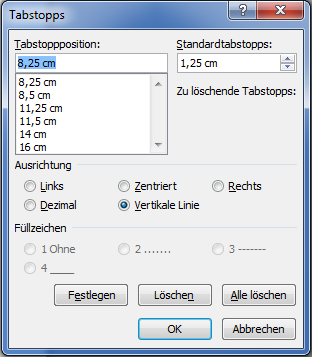 Tabstopps
Tabstoppposition:
Standardtabstopps:
8,25 cm
1,25 cm
8,25 cm
8,5 cm
11,25 cm
11,5 cm
14 cm
16 cm
Zu löschende Tabstopps:
Ausrichtung
Links
Zentriert
Rechts
Dezimal
Vertikale Linie
Füllzeichen
1 Ohne
2 .......
3 -------
4 ____
Festlegen
Löschen
Alle löschen
OK
Abbrechen